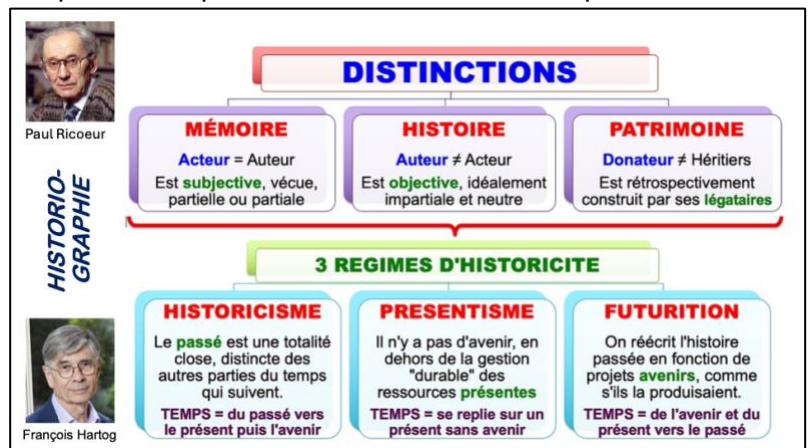 DISTINCTIONS
Paul Ricoeur
MÉMOIRE
Acteur = Auteur
Est subjective, vécue,
partielle ou partiale
HISTOIRE
Auteur ≠ Acteur
Est objective, idéalement
impartiale et neutre
PATRIMOINE
Donateur ≠ Héritiers
Est rétrospectivement
construit par ses légataires
HISTORIO-
GRAPHIE
3 REGIMES D'HISTORICITE
HISTORICISME
Le passé est une totalité
close, distincte des
autres parties du temps
qui suivent.
TEMPS = du passé vers
le présent puis l'avenir
PRESENTISME
Il n'y a pas d'avenir, en
dehors de la gestion
"durable" des
ressources présentes
TEMPS = se replie sur un
présent sans avenir
FUTURITION
On réécrit l'histoire
passée en fonction de
projets avenirs, comme
s'ils la produisaient.
TEMPS = de l'avenir et du
présent vers le passé
François Hartog